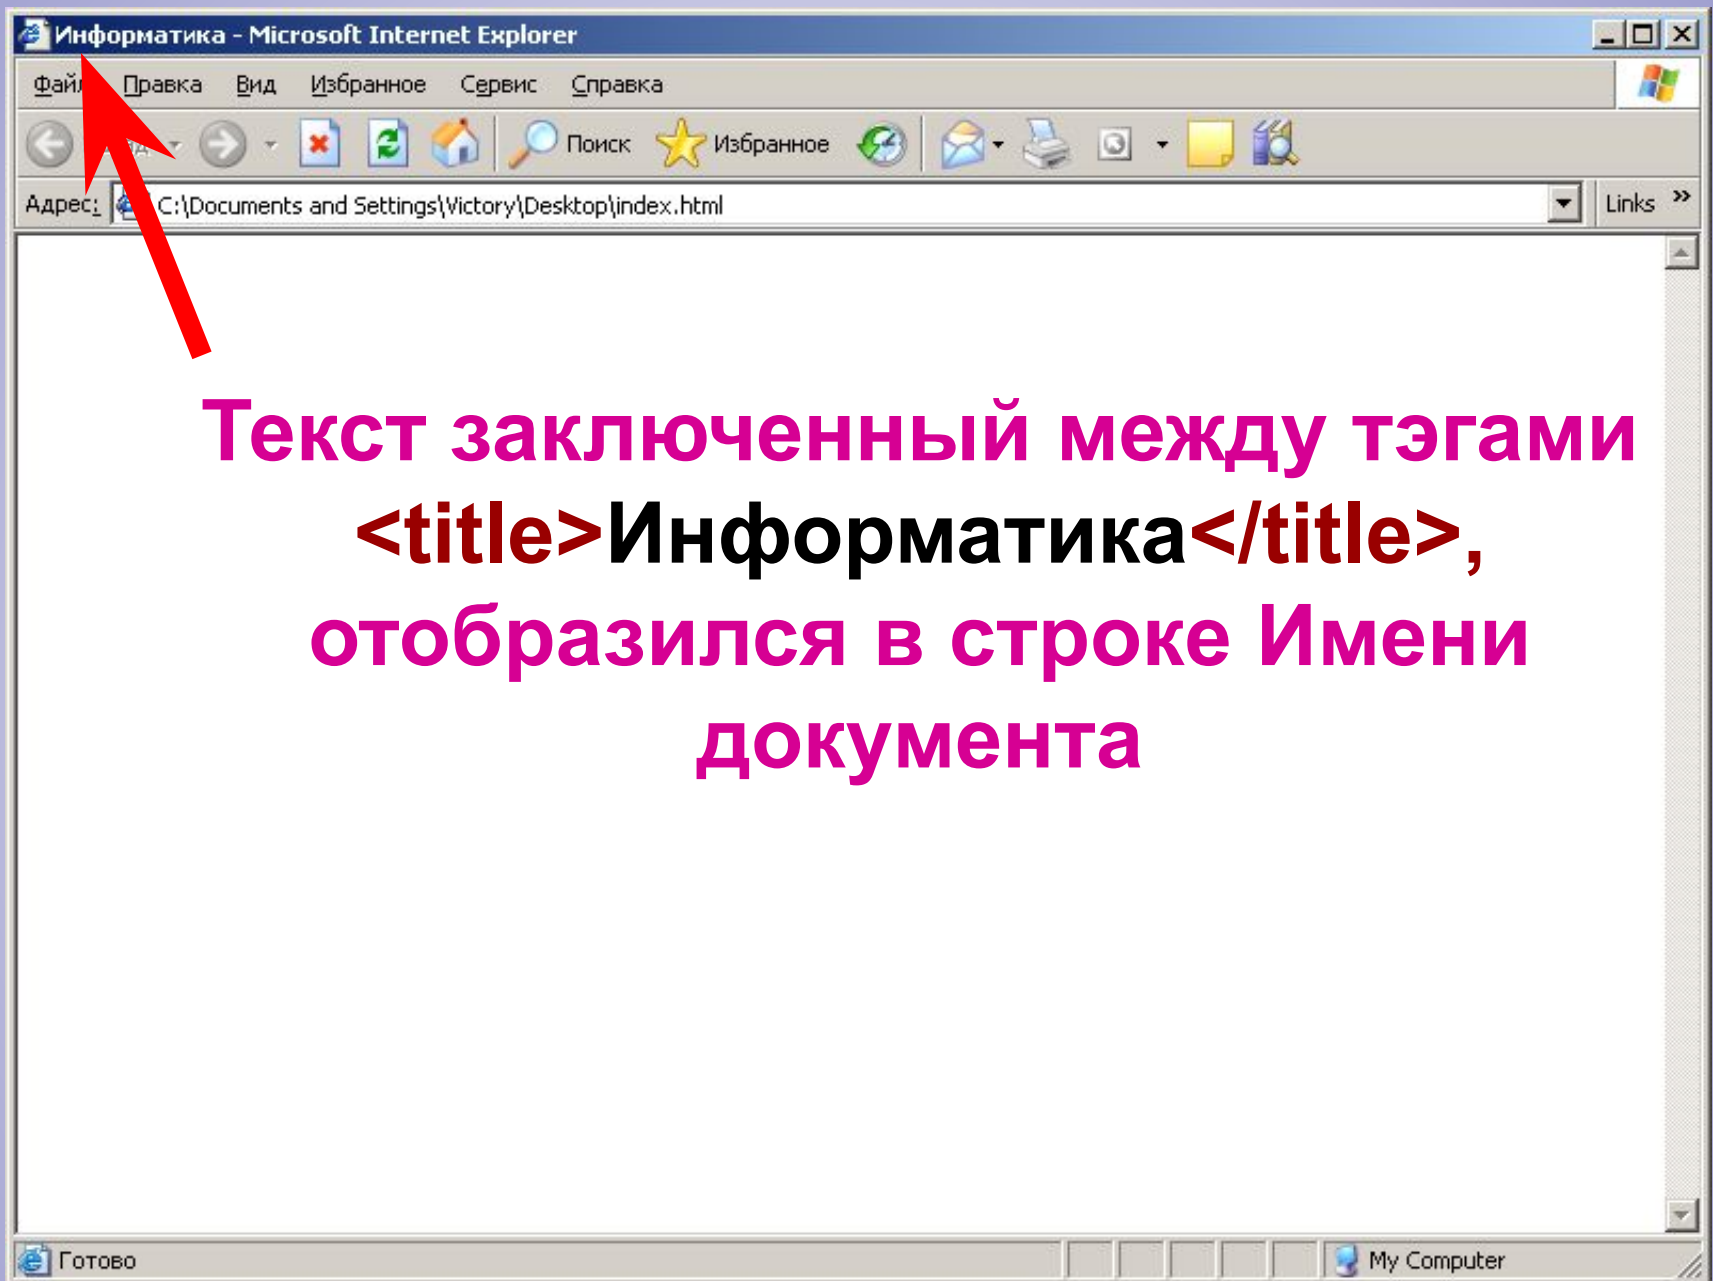 Информатика - Microsoft Internet Explorer
Файл Правка Вид Избранное Сервис Справка
Поиск Избранное
Адрес: C:\Documents and Settings\Victory\Desktop\index.html Links »
Текст заключенный между тэгами
<title>Информатика</title>,
отобразился в строке Имени
документа
Готово My Computer